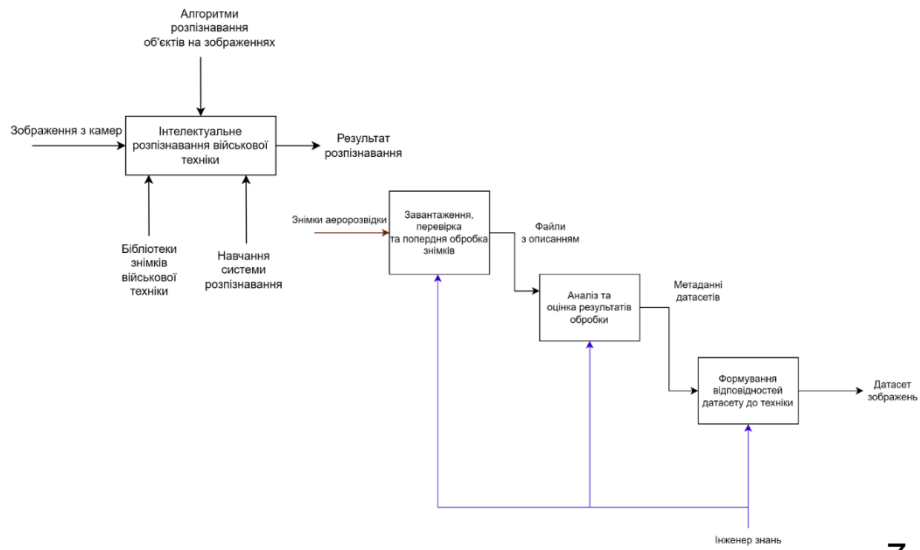 Алгоритми
розпізнавання
об'єктів на зображеннях
Зображення з камер
Інтелектуальне
розпізнавання військової
техніки
Результат
розпізнавання
Бібліотеки
знімків
військової
техніки
Навчання
системи
розпізнавання
Знімки аеророзвідки
Завантаження,
перевірка
та попердня обробка
знімків
Файли
з описанням
Аналіз та
оцінка результатів
обробки
Метаданні
датасетів
Формування
відповідностей
датасету до техніки
Датасет
зображень
Інженер знань